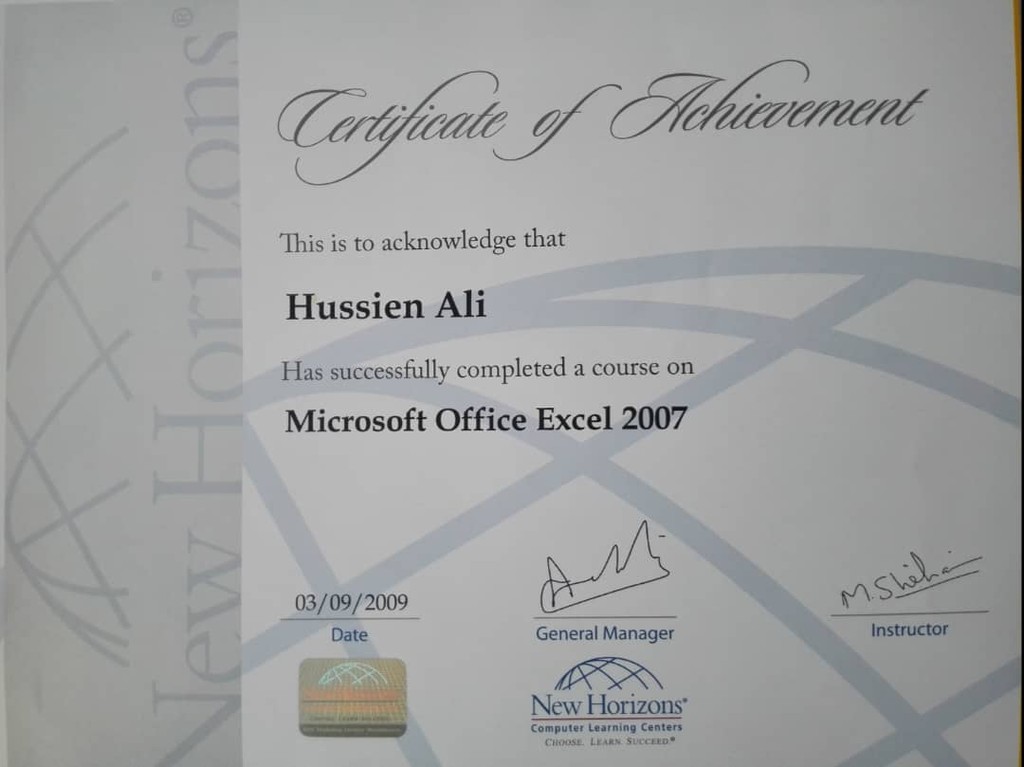 New Horizons®
Certificate of Achievement
This is to acknowledge that
Hussien Ali
Has successfully completed a course on
Microsoft Office Excel 2007
03/09/2009
Date
General Manager
M. Shieha
Instructor
New Horizons®
Computer Learning Centers
CHOOSE. LEARN. SUCCEED.®